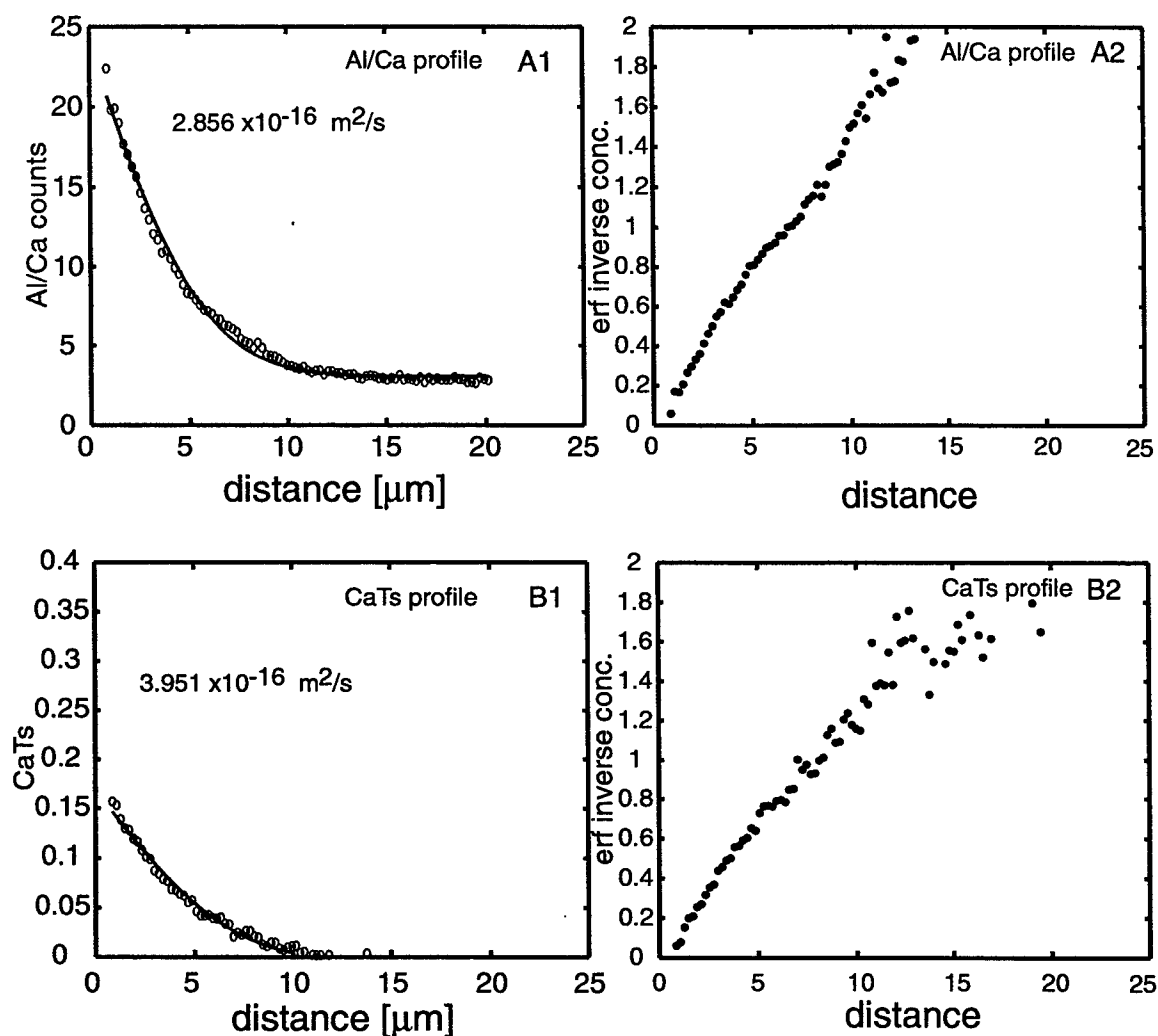 Al/Ca profile A1
2.856 x10-16 m2/s
Al/Ca counts
25
20
15
10
5
0
0 5 10 15 20 25
distance [μm]
Al/Ca profile A2
erf inverse conc.
2
1.8
1.6
1.4
1.2
1
0.8
0.6
0.4
0.2
0
0 5 10 15 20 25
distance
CaTs profile B1
3.951 x10-16 m2/s
CaTs
0.4
0.35
0.3
0.25
0.2
0.15
0.1
0.05
0
0 5 10 15 20 25
distance [μm]
CaTs profile B2
erf inverse conc.
2
1.8
1.6
1.4
1.2
1
0.8
0.6
0.4
0.2
0
0 5 10 15 20 25
distance